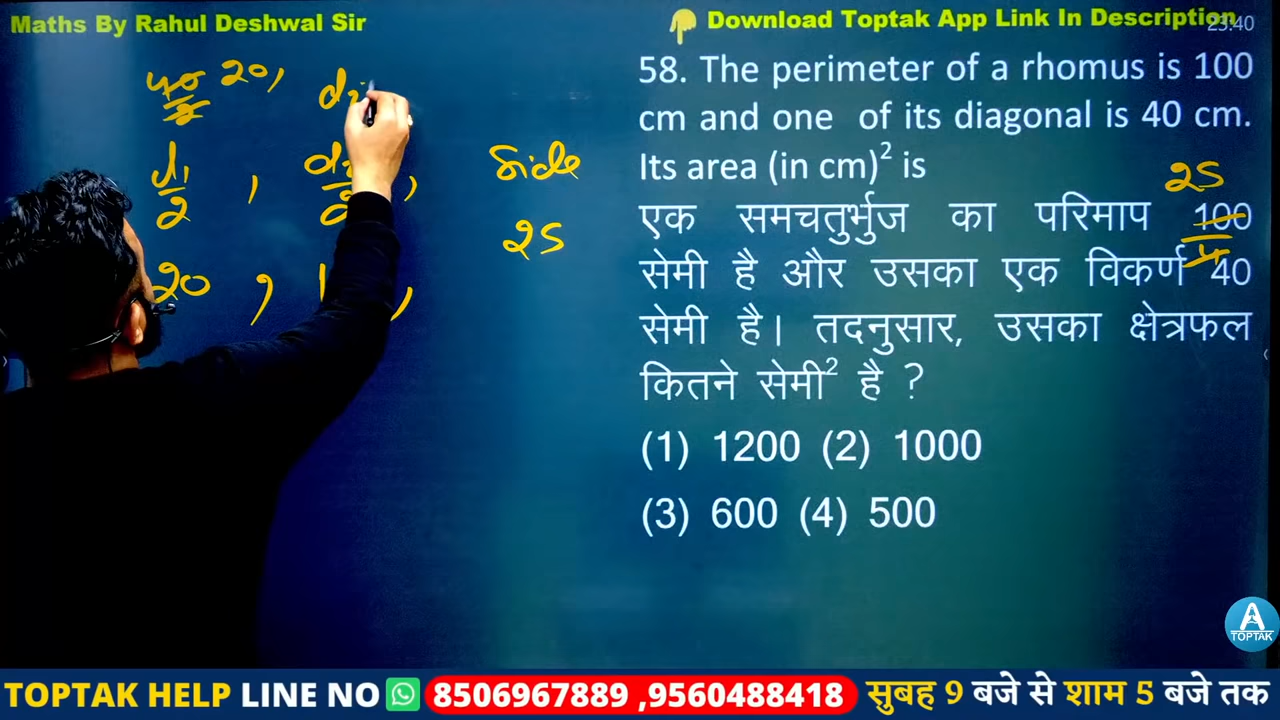 Maths By Rahul Deshwal Sir
Download Toptak App Link In Description
23:40
58. The perimeter of a rhomus is 100
cm and one of its diagonal is 40 cm.
Its area (in cm)² is
एक समचतुर्भुज का परिमाप 100
सेमी है और उसका एक विकर्ण 40
सेमी है। तदनुसार, उसका क्षेत्रफल
कितने सेमी² है ?
(1) 1200 (2) 1000
(3) 600 (4) 500
25
4
40 20,
d₁ , d₂ , Side
2
25
20 , ,
A
TOPTAK
TOPTAK HELP LINE NO 8506967889 ,9560488418 सुबह 9 बजे से शाम 5 बजे तक